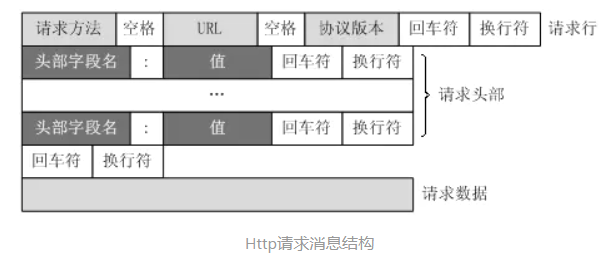 请求方法 空格 URL 空格 协议版本 回车符 换行符 请求行
头部字段名 : 值 回车符 换行符
... 请求头部
头部字段名 : 值 回车符 换行符
回车符 换行符
请求数据
Http请求消息结构